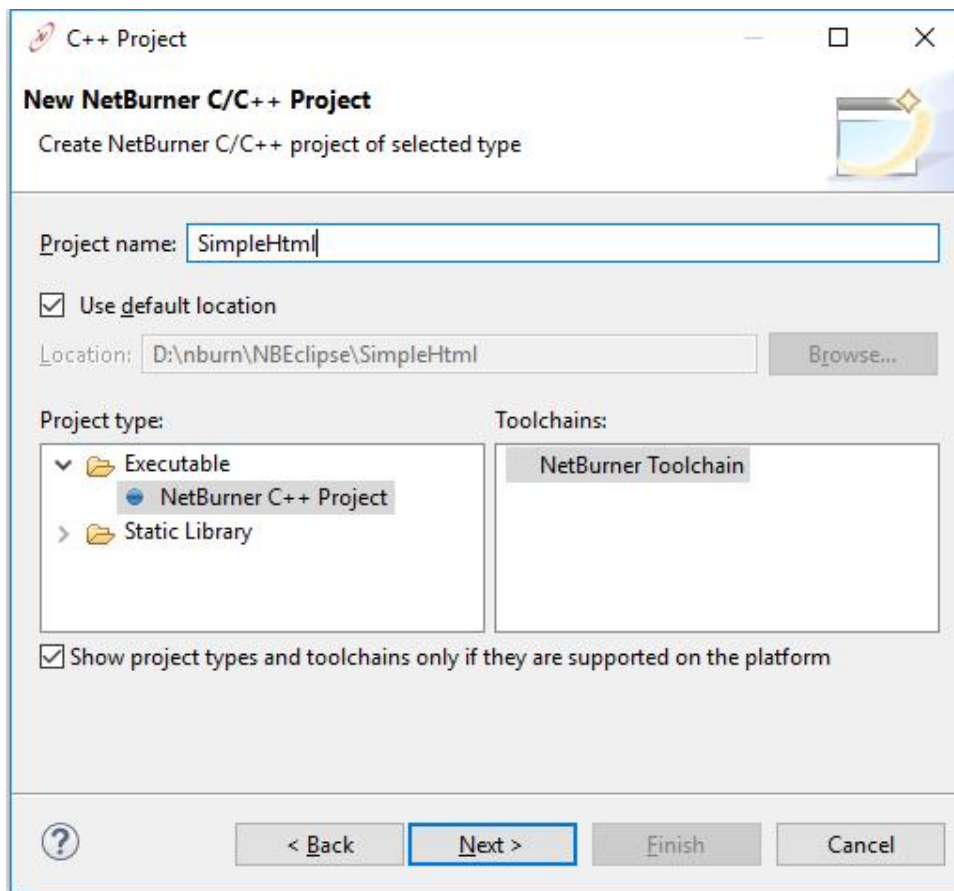 C++ Project
New NetBurner C/C++ Project
Create NetBurner C/C++ project of selected type
Project name: SimpleHtml
Use default location
Location: D:\nburn\NBEclipse\SimpleHtml Browse...
Project type: Toolchains:
Executable NetBurner Toolchain
NetBurner C++ Project
Static Library
Show project types and toolchains only if they are supported on the platform
? < Back Next > Finish Cancel